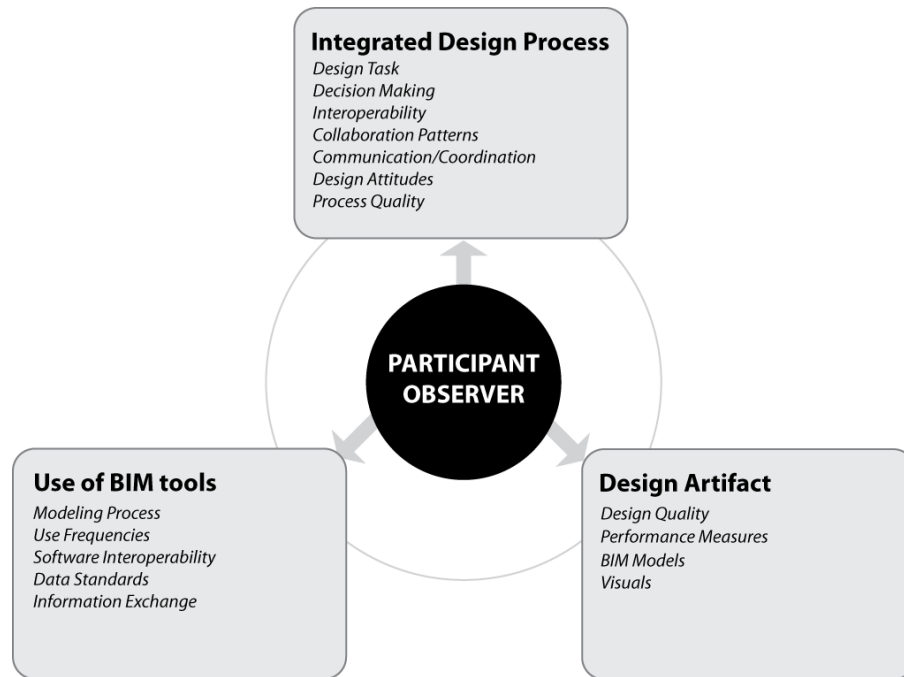 Integrated Design Process
Design Task
Decision Making
Interoperability
Collaboration Patterns
Communication/Coordination
Design Attitudes
Process Quality
PARTICIPANT
OBSERVER
Use of BIM tools
Modeling Process
Use Frequencies
Software Interoperability
Data Standards
Information Exchange
Design Artifact
Design Quality
Performance Measures
BIM Models
Visuals